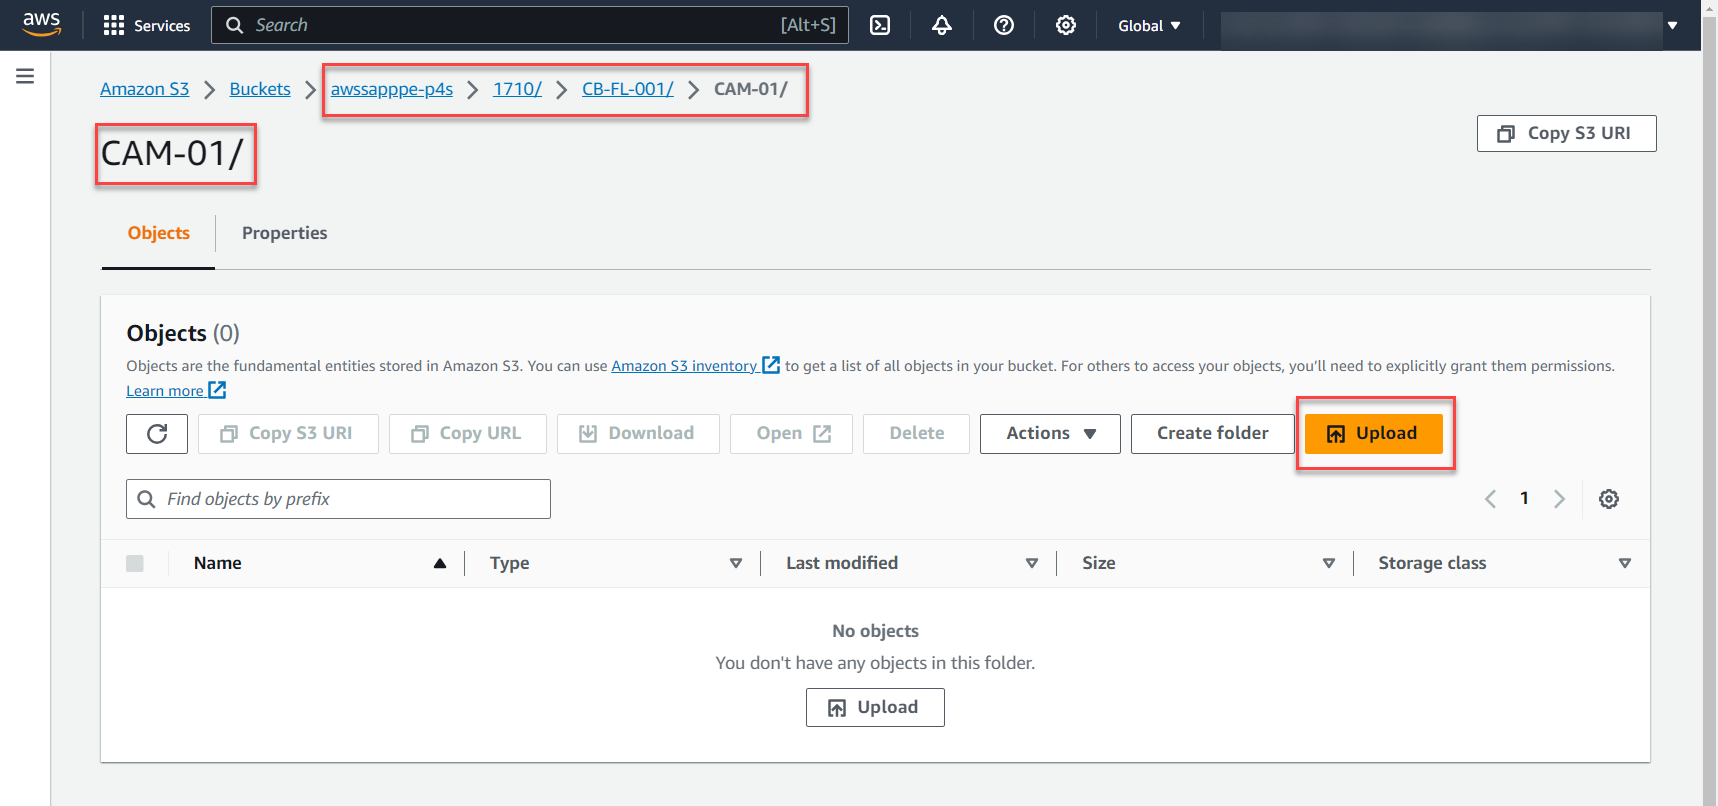 aws Services Search [Alt+S] Global
Amazon S3 Buckets awssapppe-p4s 1710/ CB-FL-001/ CAM-01/
CAM-01/
Copy S3 URI
Objects Properties
Objects (0)
Objects are the fundamental entities stored in Amazon S3. You can use Amazon S3 inventory to get a list of all objects in your bucket. For others to access your objects, you'll need to explicitly grant them permissions.
Learn more
Copy S3 URI Copy URL Download Open Delete Actions Create folder Upload
Find objects by prefix 1
Name Type Last modified Size Storage class
No objects
You don't have any objects in this folder.
Upload